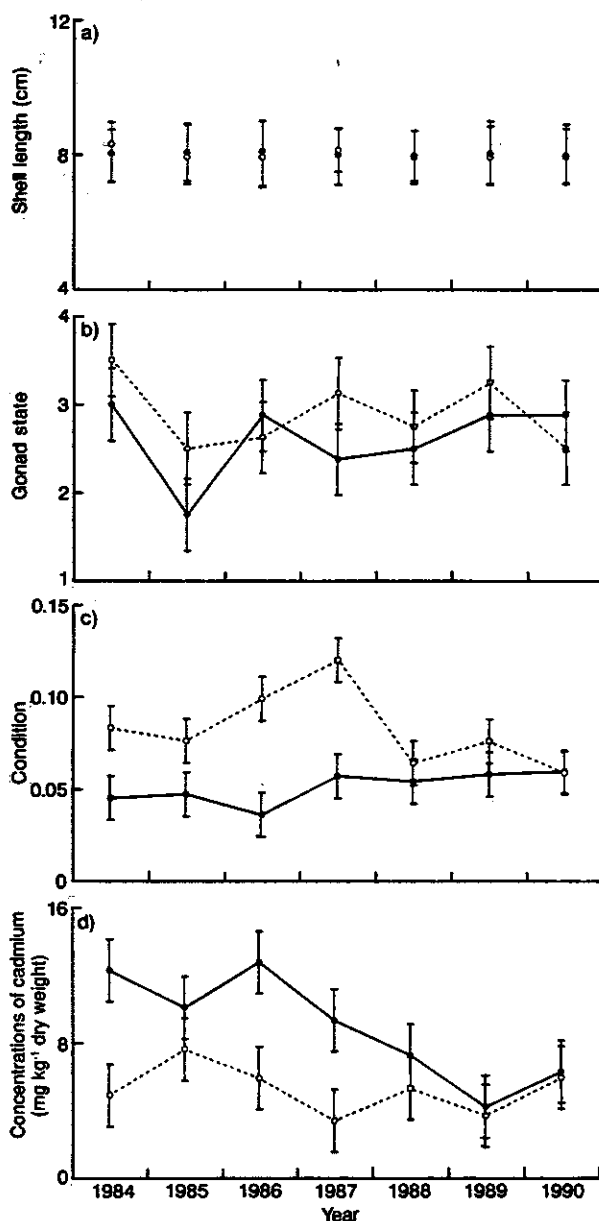 a)
Shell length (cm)
12
8
4
b)
Gonad state
4
3
2
1
c)
Condition
0.15
0.10
0.05
0
d)
Concentrations of cadmium
(mg kg⁻¹ dry weight)
16
8
0
1984 1985 1986 1987 1988 1989 1990
Year